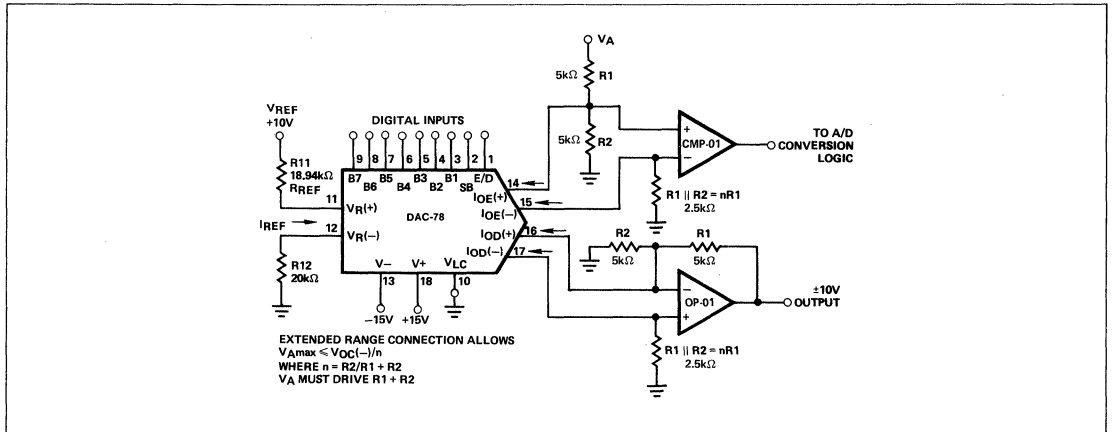 VA
5kΩ R1
5kΩ R2
VREF
+10V
R11
18.94kΩ
RREF
DIGITAL INPUTS
9 8 7 6 5 4 3 2 1
B7 B6 B5 B4 B3 B2 B1 SB E/D
11 VR(+)
IREF
12 VR(−)
R12
20kΩ
DAC-78
14 IOE(+)
15 IOE(−)
16 IOD(+)
17 IOD(−)
V− V+ VLC
13 18 10
−15V +15V
+
CMP-01
−
TO A/D
CONVERSION
LOGIC
R1 || R2 = nR1
2.5kΩ
R2
5kΩ
R1
5kΩ
−
OP-01
+
±10V
OUTPUT
R1 || R2 = nR1
2.5kΩ
EXTENDED RANGE CONNECTION ALLOWS
VAmax ≤ VOC(−)/n
WHERE n = R2/R1 + R2
VA MUST DRIVE R1 + R2